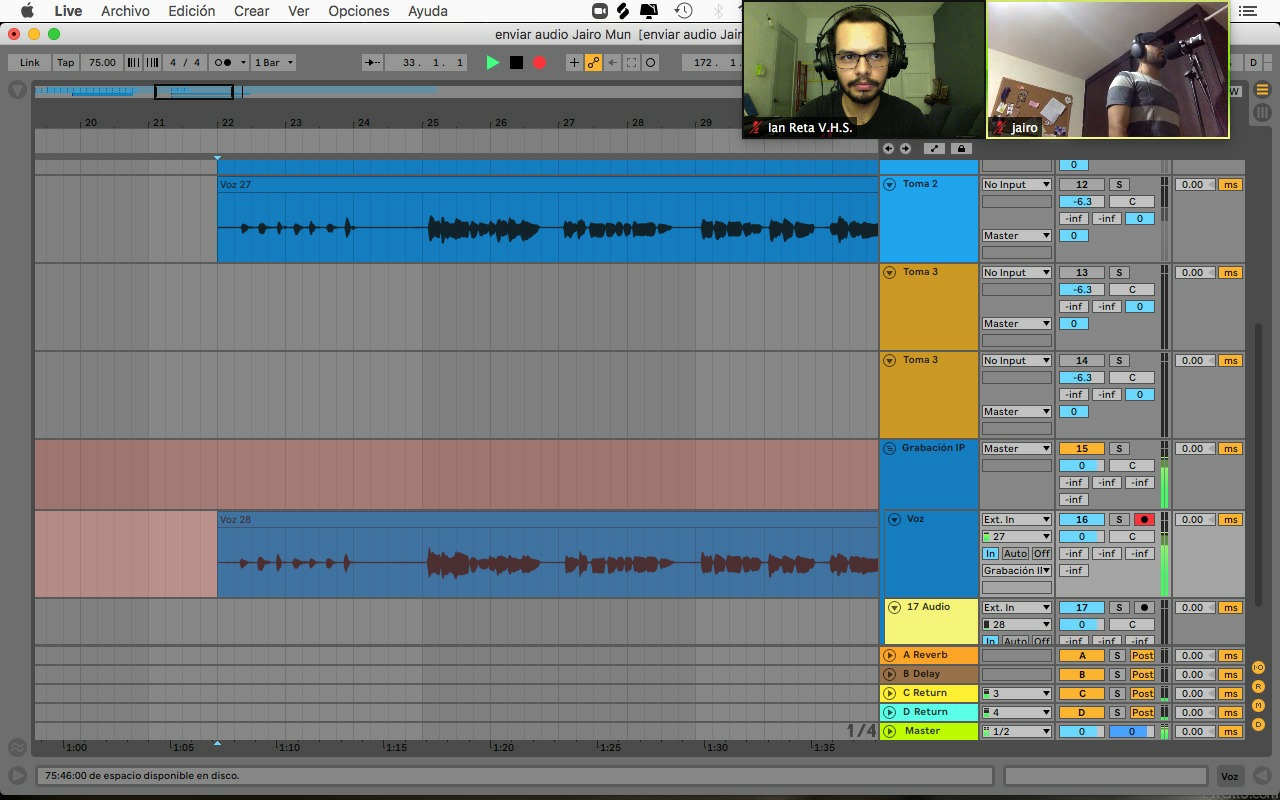 Live Archivo Edición Crear Ver Opciones Ayuda
enviar audio Jairo Mun [enviar audio Jair
Link Tap 75.00 4 / 4 1 Bar 33. 1. 1 172. 1 D
Ian Reta V.H.S.
jairo
W
20 21 22 23 24 25 26 27 28 29
0
Voz 27
Toma 2 No Input 12 S 0.00 ms
-6.3 C
-inf -inf 0
Master 0
Toma 3 No Input 13 S 0.00 ms
-6.3 C
-inf -inf 0
Master 0
Toma 3 No Input 14 S 0.00 ms
-6.3 C
-inf -inf 0
Master 0
Grabación IP Master 15 S 0.00 ms
0 C
-inf -inf -inf
-inf
Voz 28
Voz Ext. In 16 S 0.00 ms
27 0 C
In Auto Off -inf -inf -inf
Grabación I -inf
17 Audio Ext. In 17 S 0.00 ms
28 0 C
In Auto Off -inf -inf -inf
A Reverb A S Post 0.00 ms
B Delay B S Post 0.00 ms
C Return 3 C S Post 0.00 ms
D Return 4 D S Post 0.00 ms
1/4 Master 1/2 0 0 0.00 ms
I·O
R
M
D
1:00 1:05 1:10 1:15 1:20 1:25 1:30 1:35
75:46:00 de espacio disponible en disco.
Voz